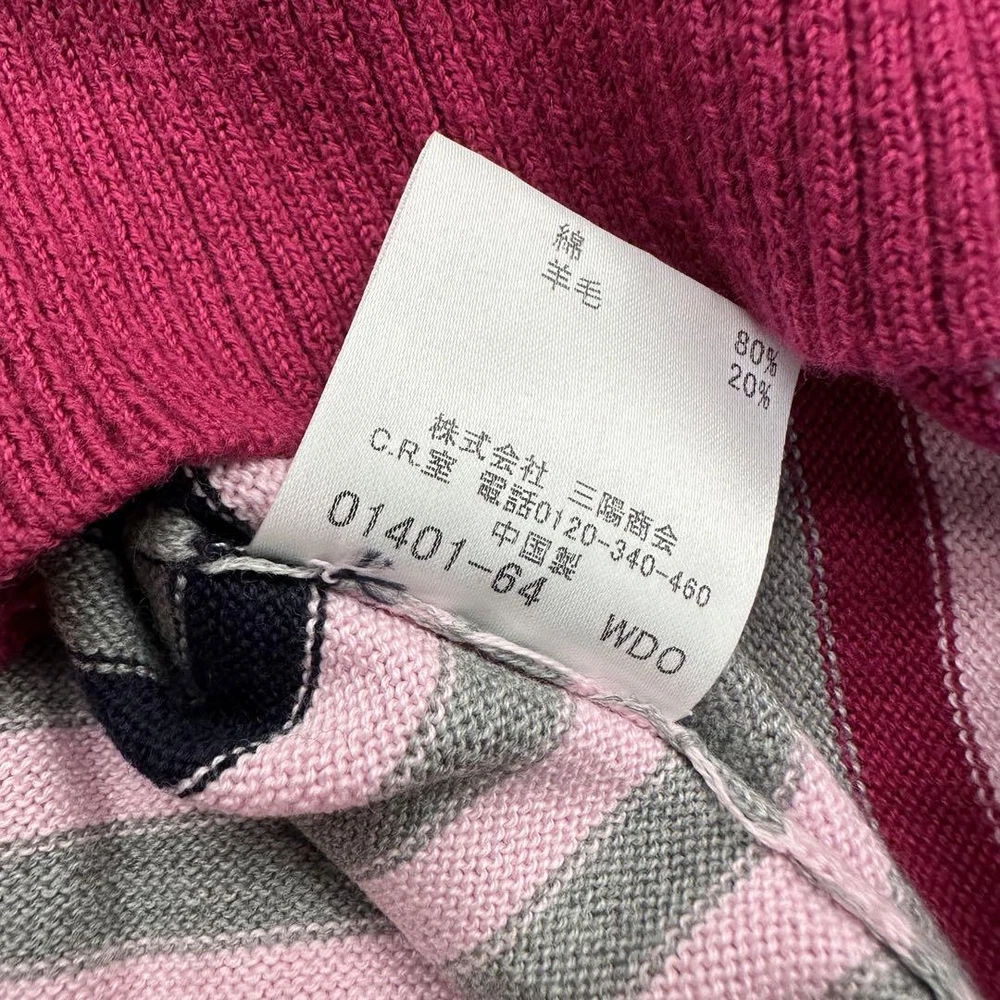 綿 80%
羊毛 20%
株式会社 三陽商会
C.R.室 電話0120-340-460
中国製
01401-64 WDO